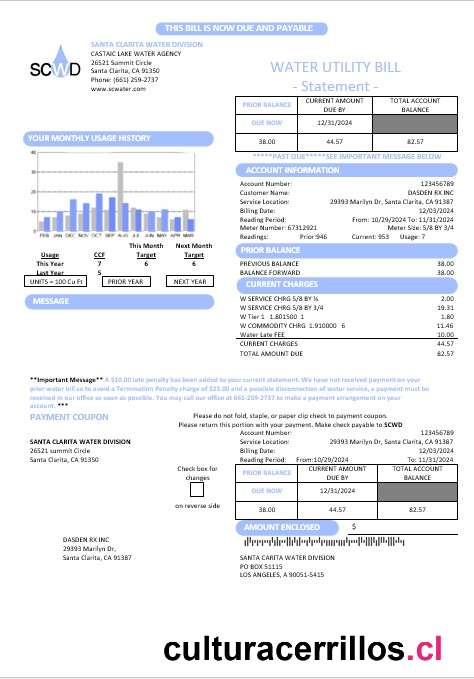 THIS BILL IS NOW DUE AND PAYABLE
SCWD
SANTA CLARITA WATER DIVISION
CASTAIC LAKE WATER AGENCY
26521 Summit Circle
Santa Clarita, CA 91350
Phone: (661) 259-2737
www.scwater.com
WATER UTILITY BILL
- Statement -
PRIOR BALANCE CURRENT AMOUNT DUE BY TOTAL ACCOUNT BALANCE
DUE NOW 12/31/2024
38.00 44.57 82.57
*****PAST DUE*****SEE IMPORTANT MESSAGE BELOW
YOUR MONTHLY USAGE HISTORY
40
30
20
10
0
FEB JAN DEC NOV OCT SEP AUG JUL JUN MAY APR MAR
This Month Next Month
Usage CCF Target Target
This Year 7 6 6
Last Year 5
UNITS = 100 Cu Ft PRIOR YEAR NEXT YEAR
MESSAGE
ACCOUNT INFORMATION
Account Number: 123456789
Customer Name: DASDEN RX INC
Service Location: 29393 Marilyn Dr, Santa Clarita, SA 91387
Billing Date: 12/03/2024
Reading Period: From: 10/29/2024 To: 11/31/2024
Meter Number: 67312921 Meter Size: 5/8 BY 3/4
Readings: Prior:946 Current: 953 Usage: 7
PRIOR BALANCE
PREVIOUS BALANCE 38.00
BALANCE FORWARD 38.00
CURRENT CHARGES
W SERVICE CHRG 5/8 BY ¾ 2.00
W SERVICE CHRG 5/8 BY 3/4 19.31
W Tier 1 1.801500 1 1.80
W COMMODITY CHRG 1.910000 6 11.46
Water Late FEE 10.00
CURRENT CHARGES 44.57
TOTAL AMOUNT DUE 82.57
**Important Message** A $10.00 late penalty has been added to your current statement. We have not received payment on your
prior water bill so to avoid a Termination Penalty charge of $25.00 and a possible disconnection of water service, a payment must be
received in our office as soon as possible. You may call our office at 661-259-2737 to make a payment arrangement on your
account. ***
PAYMENT COUPON
Please do not fold, staple, or paper clip check to payment coupons.
Please return this portion with your payment. Make check payable to SCWD
SANTA CLARITA WATER DIVISION
26521 summit Circle
Santa Clarita, CA 91350
Check box for changes
on reverse side
Account Number: 123456789
Service Location: 29393 Marilyn Dr, Santa Clarita, SA 91387
Billing Date: 12/03/2024
Reading Period: From:10/29/2024 To: 11/31/2024
PRIOR BALANCE CURRENT AMOUNT DUE BY TOTAL ACCOUNT BALANCE
DUE NOW 12/31/2024
38.00 44.57 82.57
AMOUNT ENCLOSED $
DASDEN RX INC
29393 Marilyn Dr,
Santa Clarita, SA 91387
SANTA CARITA WATER DIVISION
PO BOX 51115
LOS ANGELES, A 90051-5415
culturacerrillos.cl